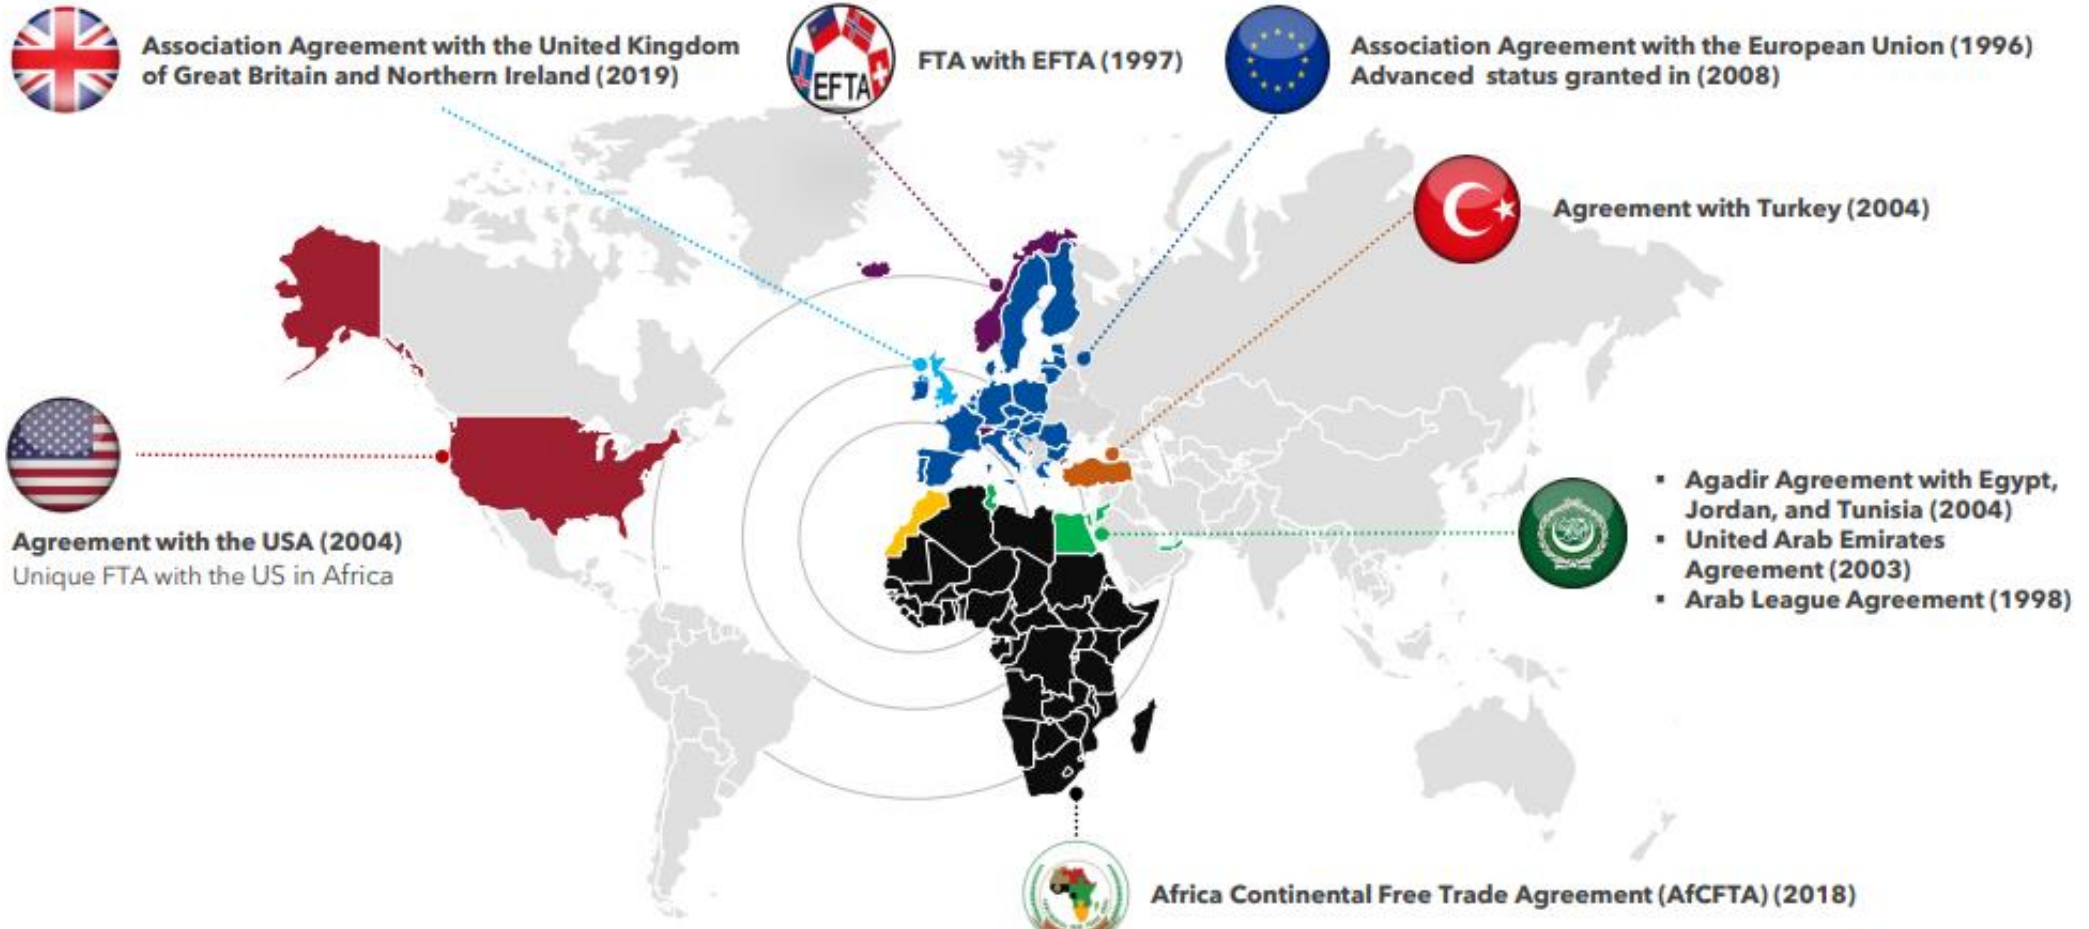 Association Agreement with the United Kingdom
of Great Britain and Northern Ireland (2019)
EFTA
FTA with EFTA (1997)
Association Agreement with the European Union (1996)
Advanced status granted in (2008)
Agreement with Turkey (2004)
Agreement with the USA (2004)
Unique FTA with the US in Africa
▪ Agadir Agreement with Egypt,
Jordan, and Tunisia (2004)
▪ United Arab Emirates
Agreement (2003)
▪ Arab League Agreement (1998)
Africa Continental Free Trade Agreement (AfCFTA) (2018)